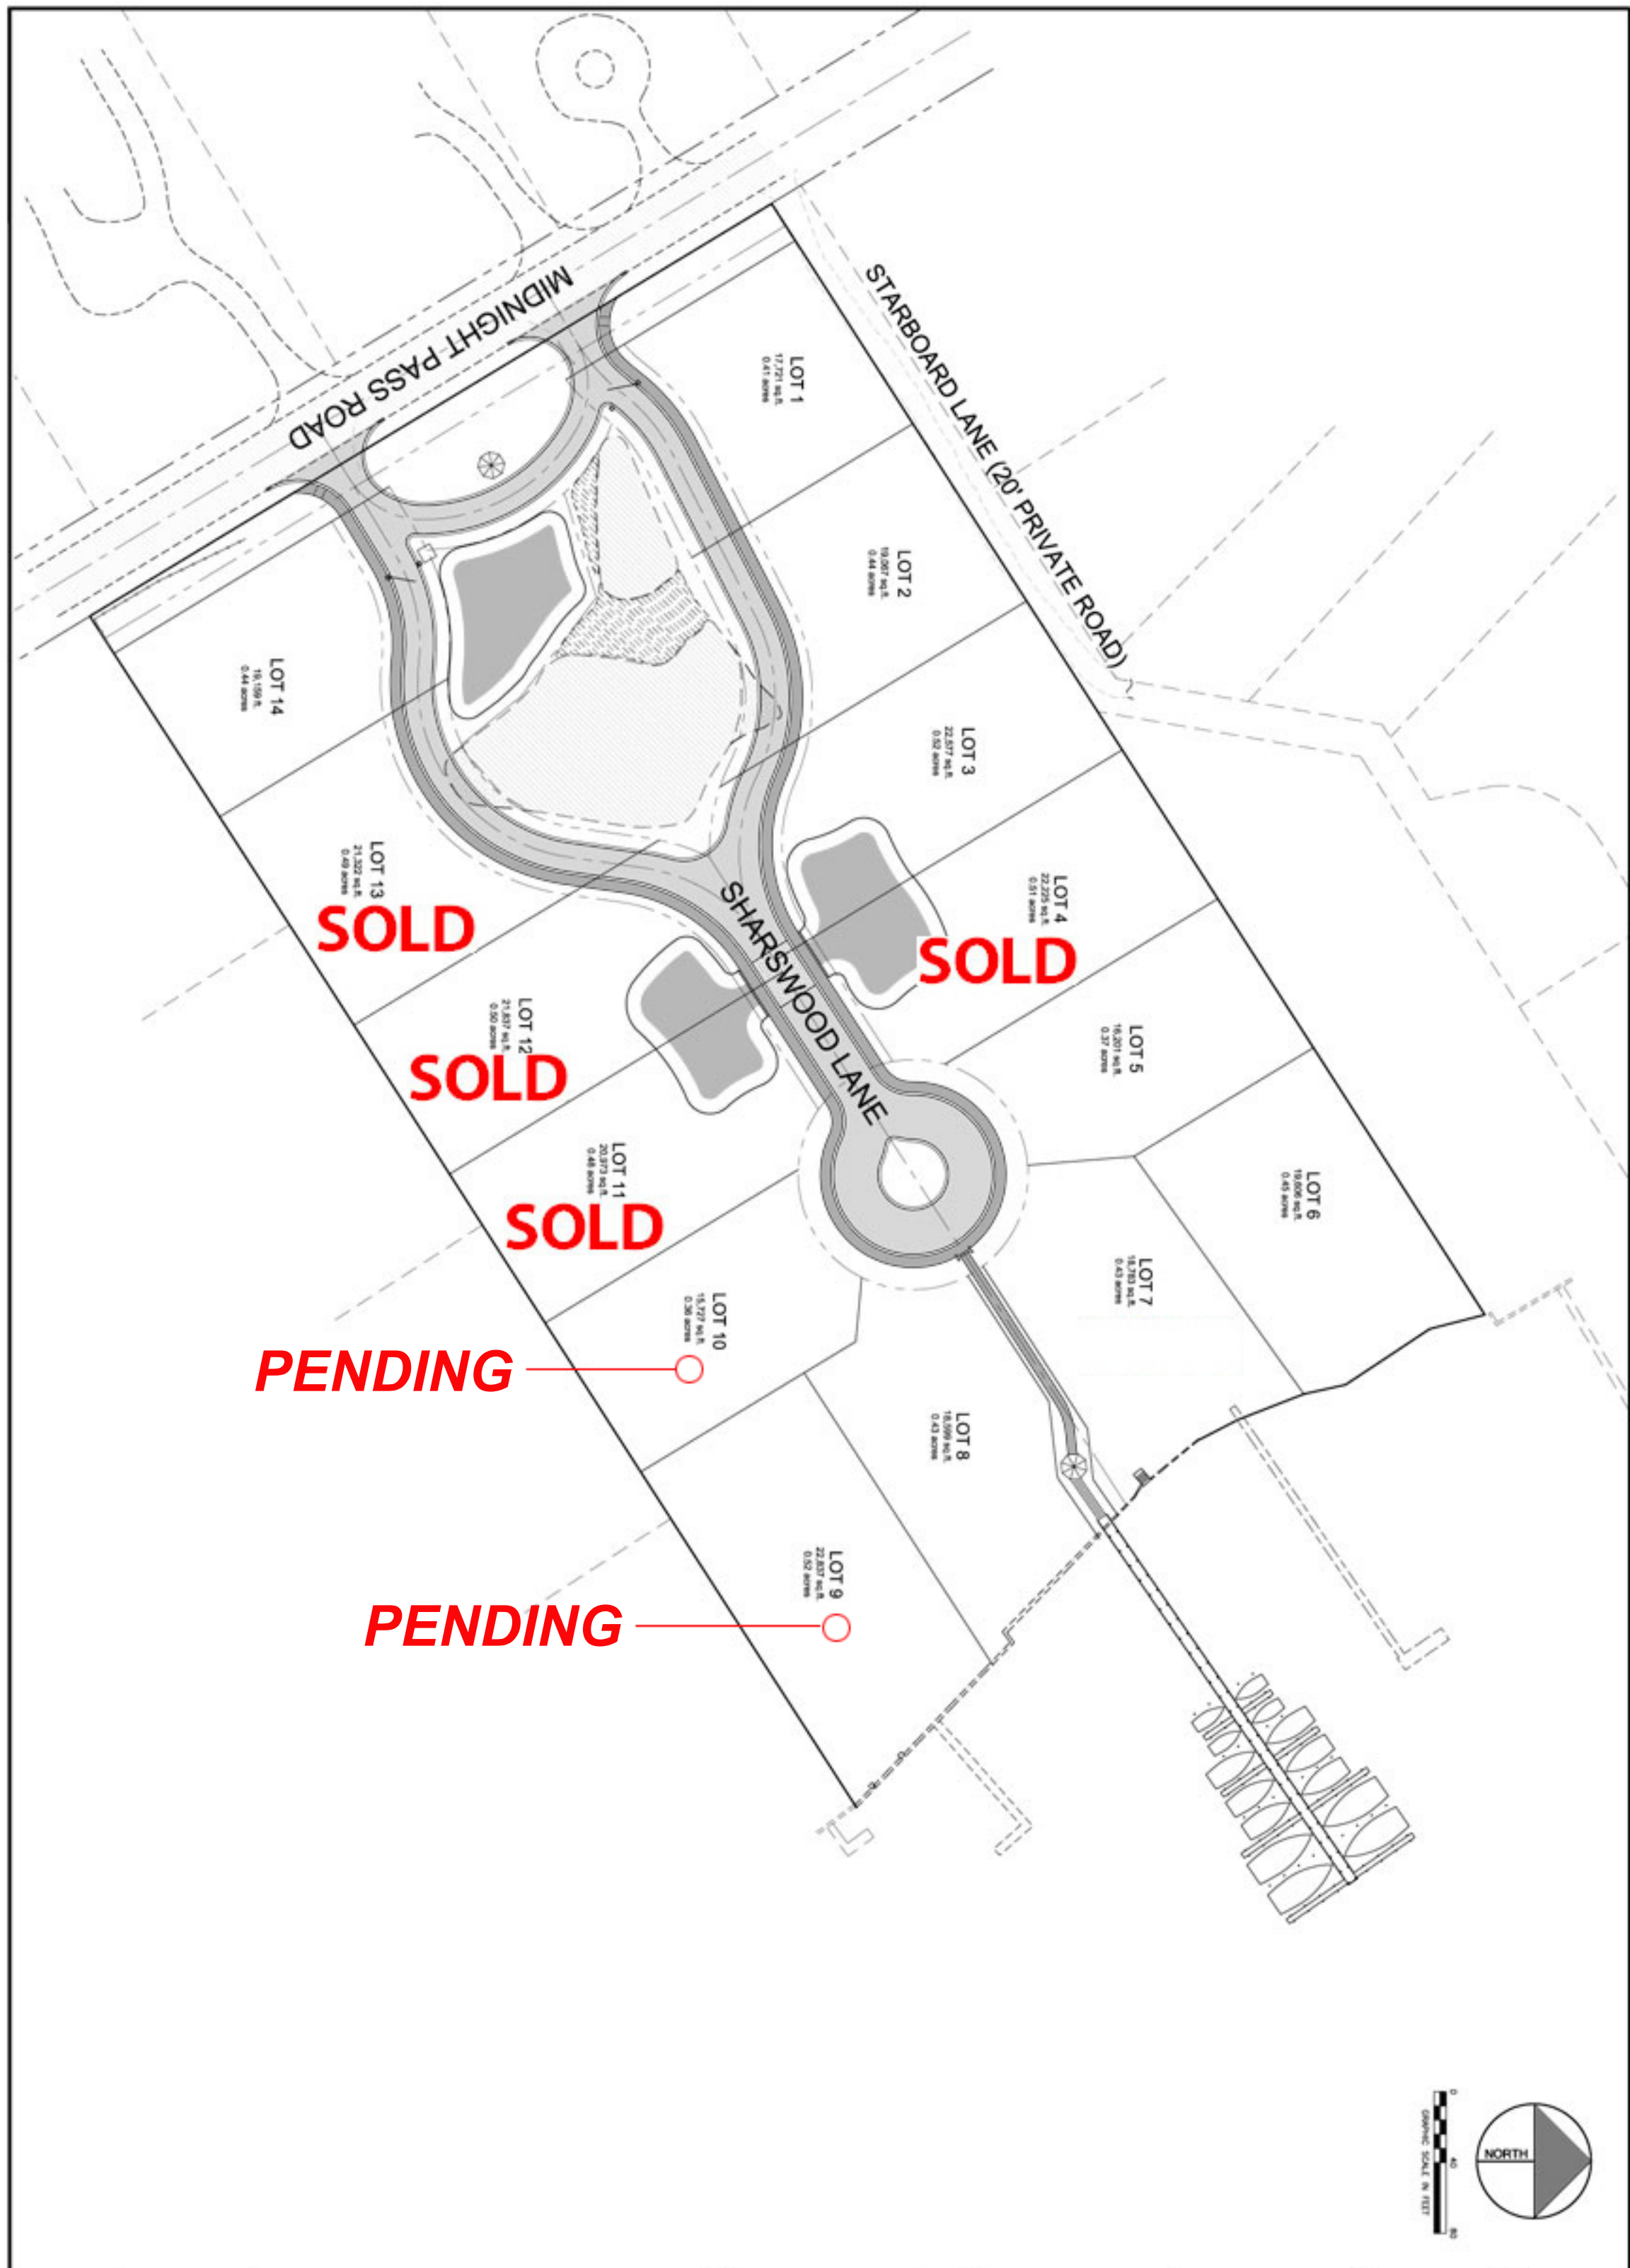 MIDNIGHT PASS ROAD
STARBOARD LANE (20' PRIVATE ROAD)
SHARSWOOD LANE
LOT 1
17,721 sq.ft.
0.41 acres
LOT 2
19,067 sq.ft.
0.44 acres
LOT 3
22,577 sq.ft.
0.52 acres
LOT 4
22,225 sq.ft.
0.51 acres
SOLD
LOT 5
16,201 sq.ft.
0.37 acres
LOT 6
19,606 sq.ft.
0.45 acres
LOT 7
18,783 sq.ft.
0.43 acres
LOT 8
18,599 sq.ft.
0.43 acres
LOT 9
22,837 sq.ft.
0.52 acres
PENDING
LOT 10
15,727 sq.ft.
0.36 acres
PENDING
LOT 11
20,973 sq.ft.
0.48 acres
SOLD
LOT 12
21,837 sq.ft.
0.50 acres
SOLD
LOT 13
21,322 sq.ft.
0.49 acres
SOLD
LOT 14
19,159 ft.
0.44 acres
NORTH
0 40 80
GRAPHIC SCALE IN FEET